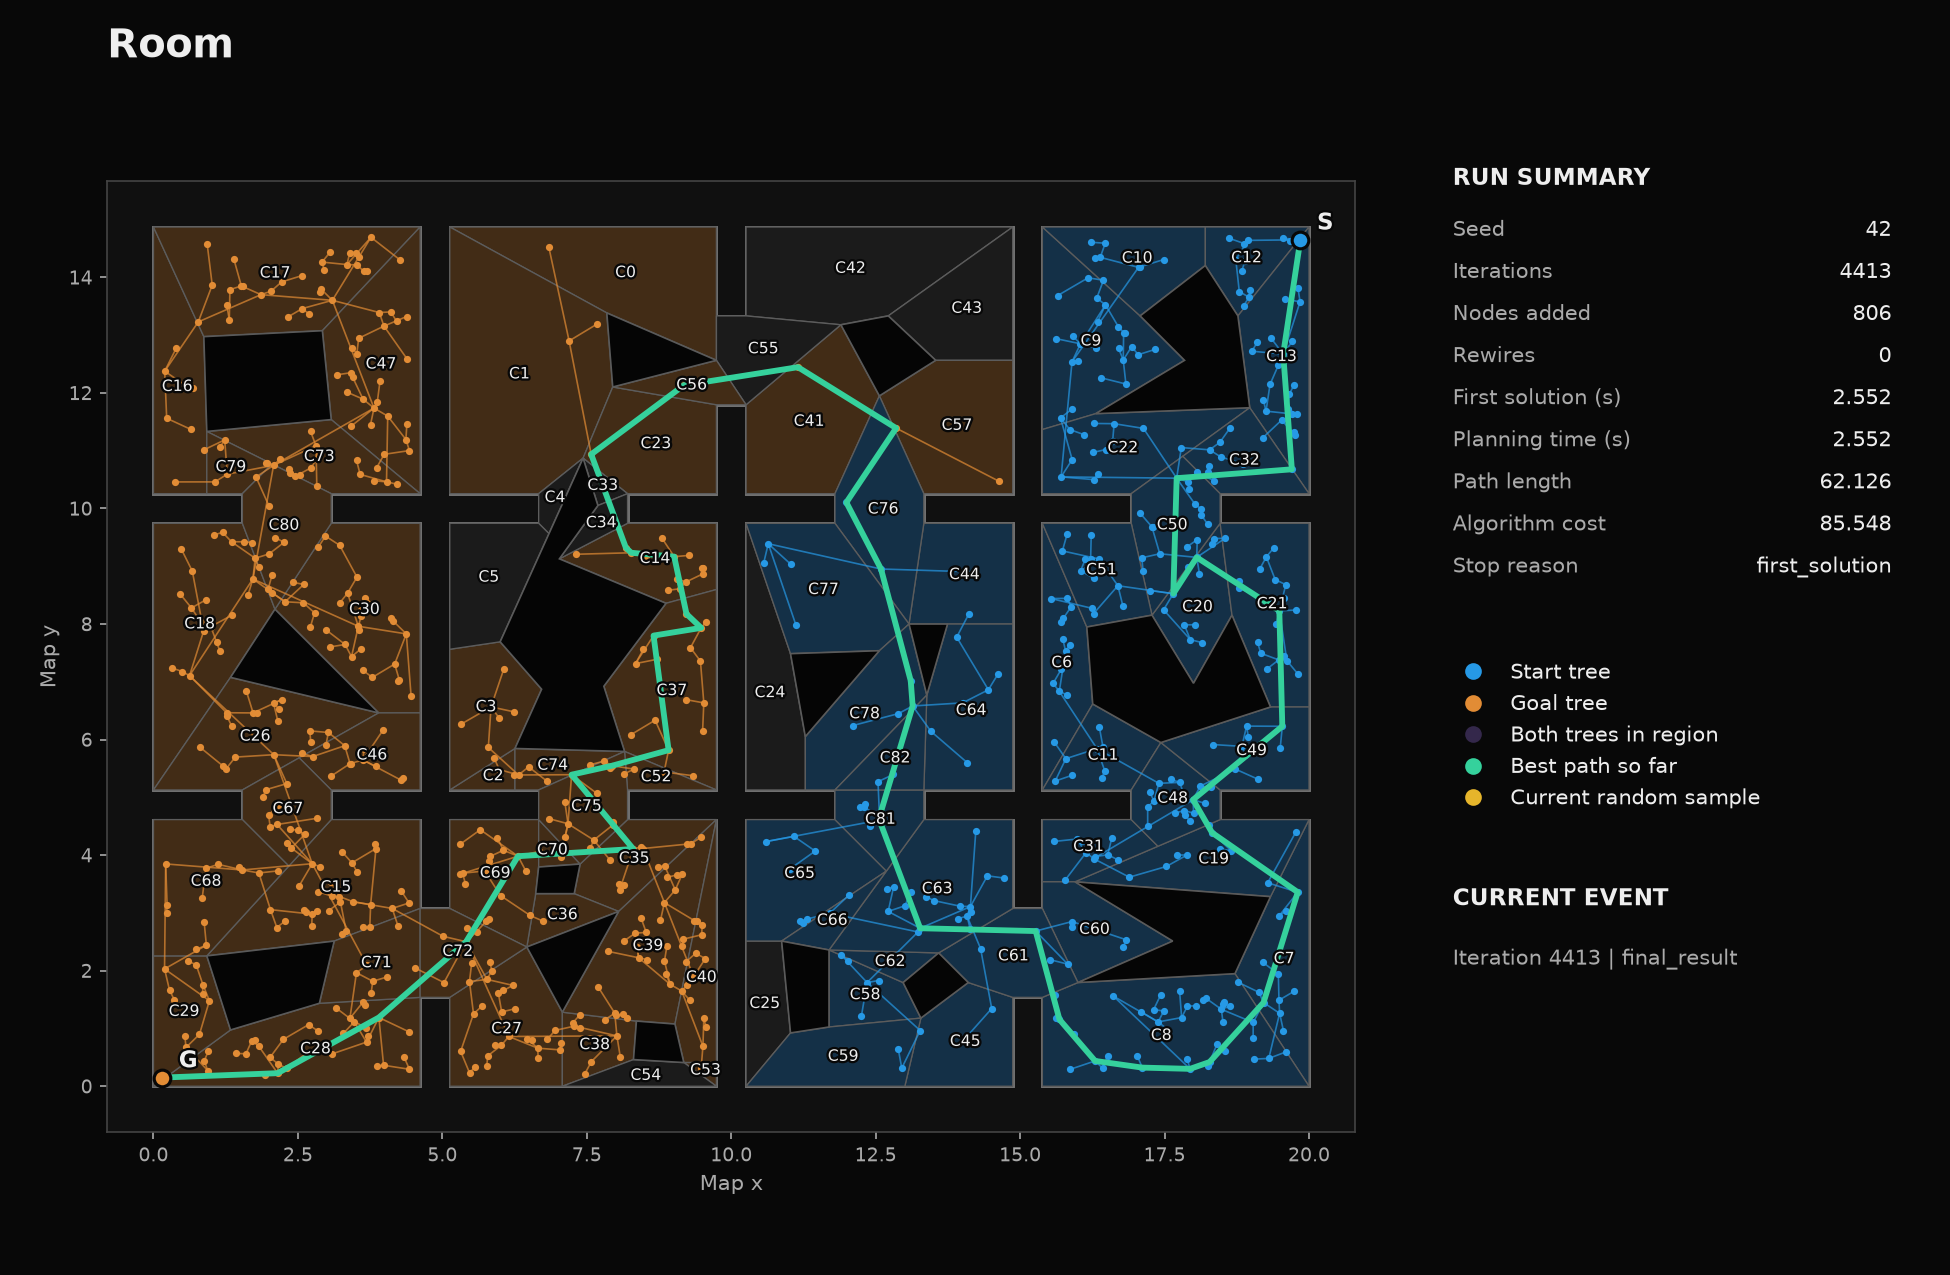 Room
S
C17
C0
C42
C43
C10
C12
C55
C9
C13
C16
C47
C1
C56
C41
C57
C79
C73
C23
C22
C32
C4
C33
C34
C76
C50
C80
C14
C5
C77
C44
C51
C20
C21
C18
C30
C3
C37
C24
C78
C64
C6
C26
C46
C2
C74
C52
C82
C11
C49
C67
C75
C81
C48
C68
C15
C69
C70
C35
C65
C63
C31
C19
C36
C66
C60
C71
C72
C39
C40
C62
C61
C7
C29
C28
C27
C38
C58
C25
C45
C8
G
C54
C53
C59
0
2
4
6
8
10
12
14
Map y
0.0 2.5 5.0 7.5 10.0 12.5 15.0 17.5 20.0
Map x
RUN SUMMARY
Seed 42
Iterations 4413
Nodes added 806
Rewires 0
First solution (s) 2.552
Planning time (s) 2.552
Path length 62.126
Algorithm cost 85.548
Stop reason first_solution
Start tree
Goal tree
Both trees in region
Best path so far
Current random sample
CURRENT EVENT
Iteration 4413 | final_result